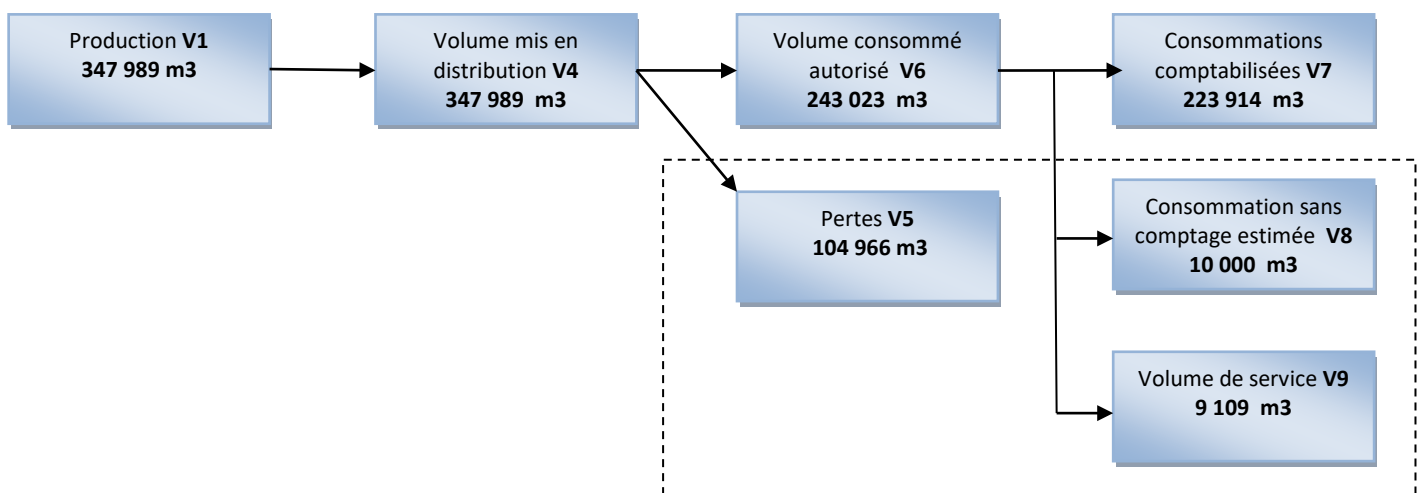 Production V1
347 989 m3
Volume mis en
distribution V4
347 989 m3
Volume consommé
autorisé V6
243 023 m3
Consommations
comptabilisées V7
223 914 m3
Pertes V5
104 966 m3
Consommation sans
comptage estimée V8
10 000 m3
Volume de service V9
9 109 m3